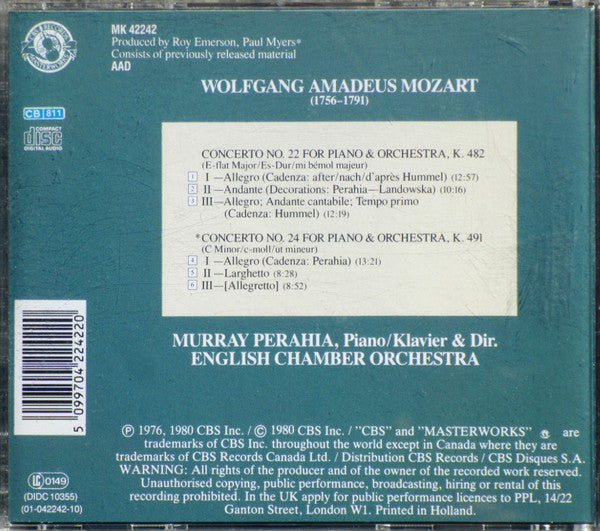 MK 42242
Produced by Roy Emerson, Paul Myers*
Consists of previously released material
AAD
CBS RECORDS
MASTERWORKS
CB|811
COMPACT
disc
DIGITAL AUDIO
WOLFGANG AMADEUS MOZART
(1756–1791)
CONCERTO NO. 22 FOR PIANO & ORCHESTRA, K. 482
(E-flat Major/Es-Dur/mi bémol majeur)
1 I—Allegro (Cadenza: after/nach/d'après Hummel) (12:57)
2 II—Andante (Decorations: Perahia—Landowska) (10:16)
3 III—Allegro; Andante cantabile; Tempo primo
(Cadenza: Hummel) (12:19)
*CONCERTO NO. 24 FOR PIANO & ORCHESTRA, K. 491
(C Minor/c-moll/ut mineur)
4 I—Allegro (Cadenza: Perahia) (13:21)
5 II—Larghetto (8:28)
6 III—[Allegretto] (8:52)
MURRAY PERAHIA, Piano/Klavier & Dir.
ENGLISH CHAMBER ORCHESTRA
5 099704 224220
Ⓟ 1976, 1980 CBS Inc. / © 1980 CBS Inc. / "CBS" and "MASTERWORKS" are
trademarks of CBS Inc. throughout the world except in Canada where they are
trademarks of CBS Records Canada Ltd. / Distribution CBS Records / CBS Disques S.A.
WARNING: All rights of the producer and of the owner of the recorded work reserved.
Unauthorised copying, public performance, broadcasting, hiring or rental of this
recording prohibited. In the UK apply for public performance licences to PPL, 14/22
Ganton Street, London W1. Printed in Holland.
LC 0149
(DIDC 10355)
(01-042242-10)